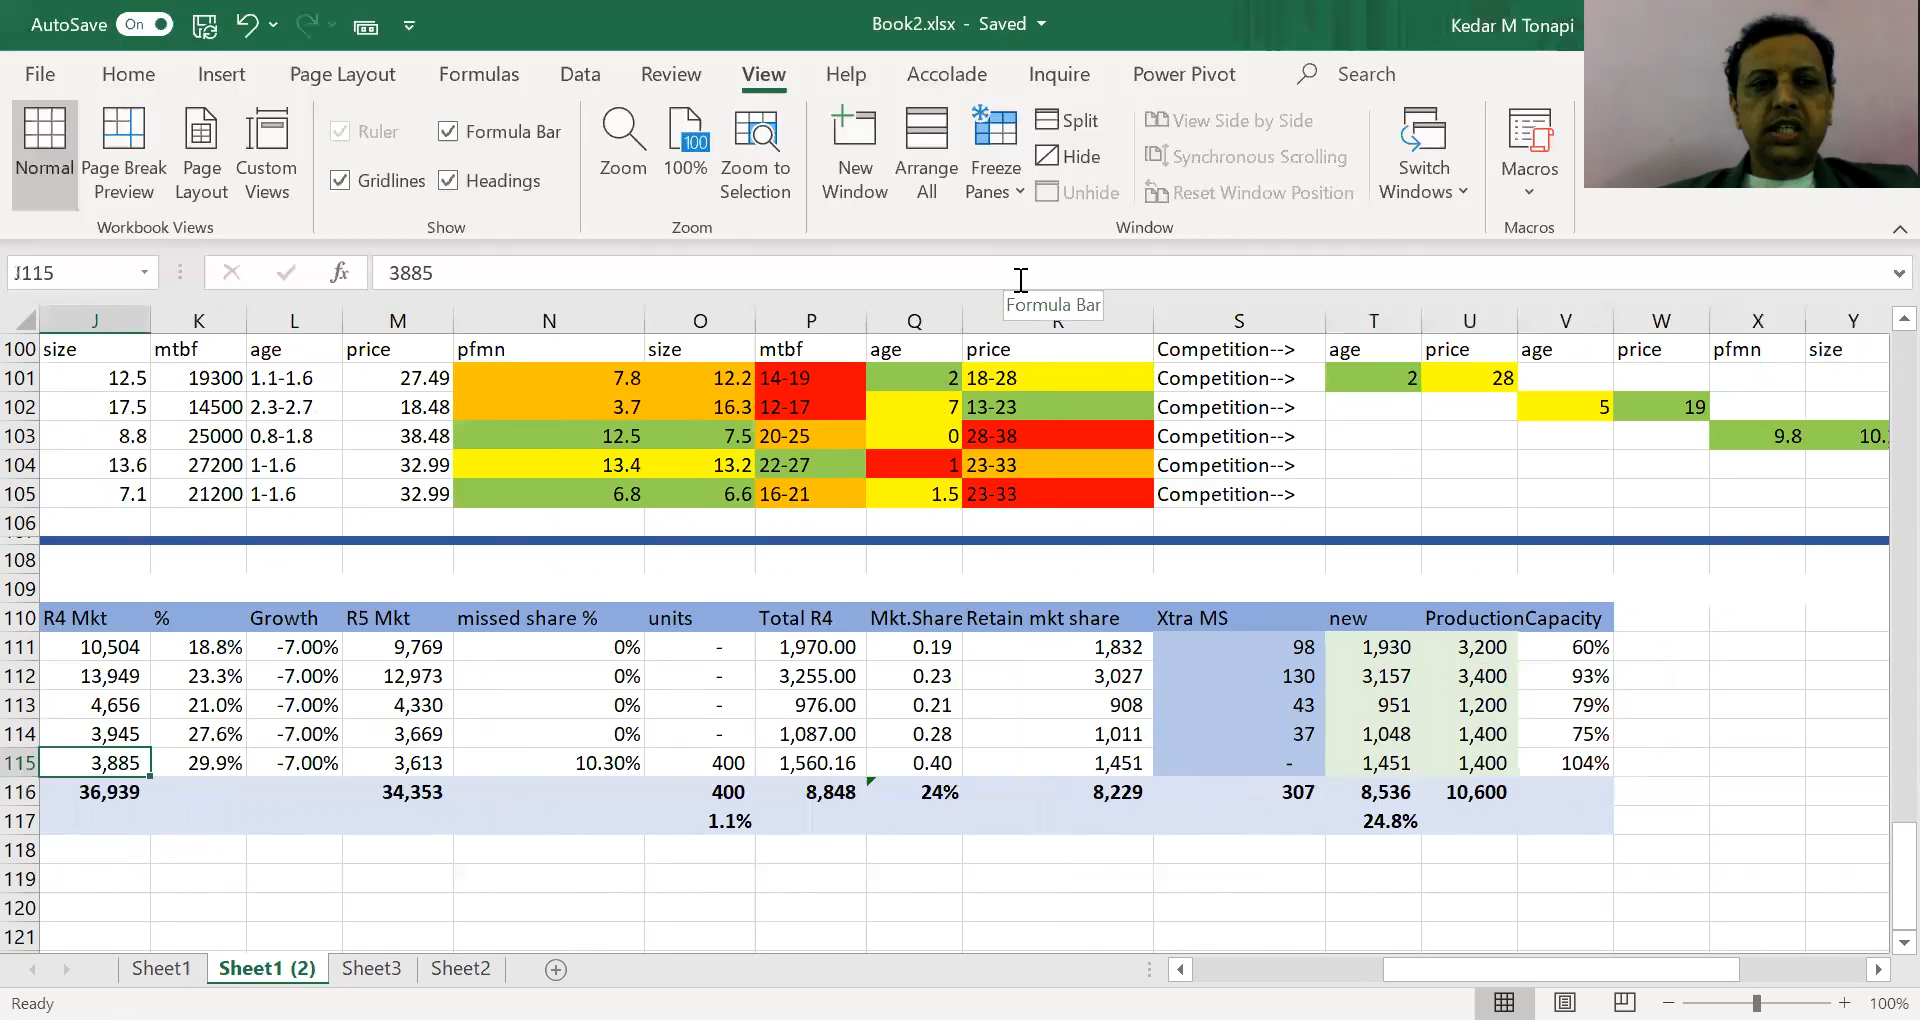 AutoSave On Book2.xlsx - Saved Kedar M Tonapi
File Home Insert Page Layout Formulas Data Review View Help Accolade Inquire Power Pivot Search
Normal Page Break Preview Page Layout Custom Views
Workbook Views
Ruler Formula Bar
Gridlines Headings
Show
Zoom 100 100% Zoom to Selection
Zoom
New Window Arrange All Freeze Panes
Split
Hide
Unhide
View Side by Side
Synchronous Scrolling
Reset Window Position
Switch Windows
Window
Macros
Macros
J115 fx 3885
Formula Bar
J K L M N O P Q R S T U V W X Y
100 size mtbf age price pfmn size mtbf age price Competition--> age price age price pfmn size
101 12.5 19300 1.1-1.6 27.49 7.8 12.2 14-19 2 18-28 Competition--> 2 28
102 17.5 14500 2.3-2.7 18.48 3.7 16.3 12-17 7 13-23 Competition--> 5 19
103 8.8 25000 0.8-1.8 38.48 12.5 7.5 20-25 0 28-38 Competition--> 9.8 10.
104 13.6 27200 1-1.6 32.99 13.4 13.2 22-27 1 23-33 Competition-->
105 7.1 21200 1-1.6 32.99 6.8 6.6 16-21 1.5 23-33 Competition-->
106
108
109
110 R4 Mkt % Growth R5 Mkt missed share % units Total R4 Mkt.Share Retain mkt share Xtra MS new Production Capacity
111 10,504 18.8% -7.00% 9,769 0% - 1,970.00 0.19 1,832 98 1,930 3,200 60%
112 13,949 23.3% -7.00% 12,973 0% - 3,255.00 0.23 3,027 130 3,157 3,400 93%
113 4,656 21.0% -7.00% 4,330 0% - 976.00 0.21 908 43 951 1,200 79%
114 3,945 27.6% -7.00% 3,669 0% - 1,087.00 0.28 1,011 37 1,048 1,400 75%
115 3,885 29.9% -7.00% 3,613 10.30% 400 1,560.16 0.40 1,451 - 1,451 1,400 104%
116 36,939 34,353 400 8,848 24% 8,229 307 8,536 10,600
117 1.1% 24.8%
118
119
120
121
Sheet1 Sheet1 (2) Sheet3 Sheet2
Ready 100%